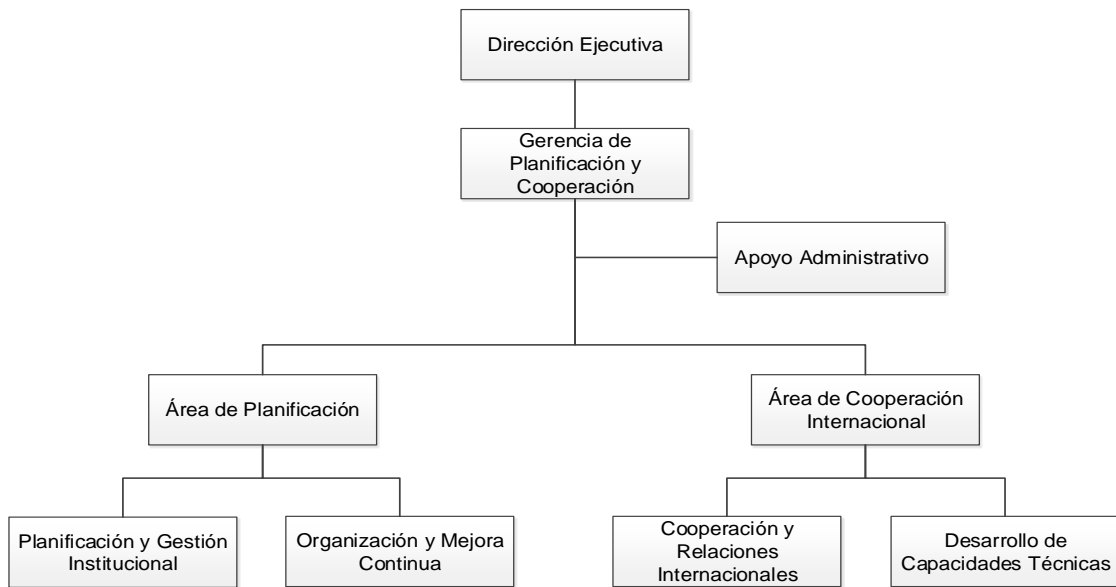 Dirección Ejecutiva
Gerencia de
Planificación y
Cooperación
Apoyo Administrativo
Área de Planificación
Área de Cooperación
Internacional
Planificación y Gestión
Institucional
Organización y Mejora
Continua
Cooperación y
Relaciones
Internacionales
Desarrollo de
Capacidades Técnicas